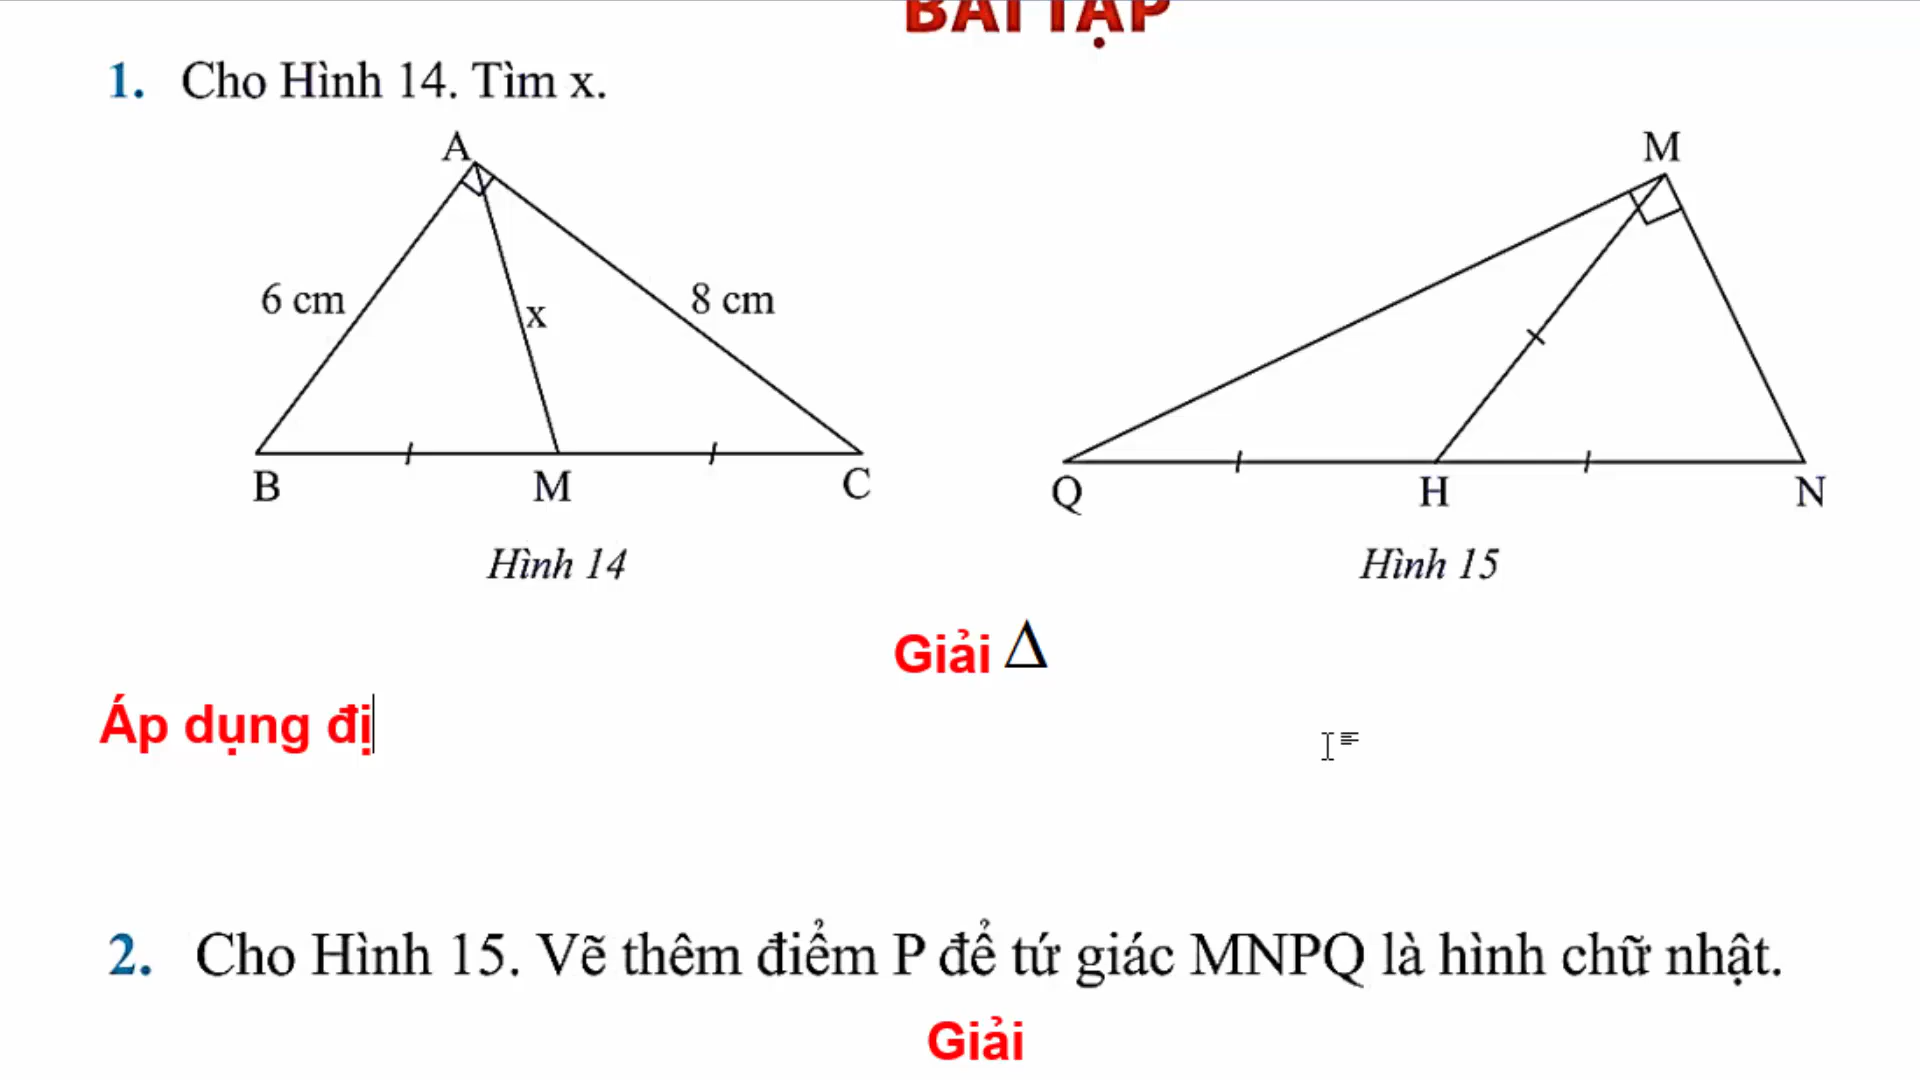 BÀI TẬP
1. Cho Hình 14. Tìm x.
A
M
6 cm
x
8 cm
B
M
C
Q
H
N
Hình 14
Hình 15
Giải Δ
Áp dụng đị
2. Cho Hình 15. Vẽ thêm điểm P để tứ giác MNPQ là hình chữ nhật.
Giải